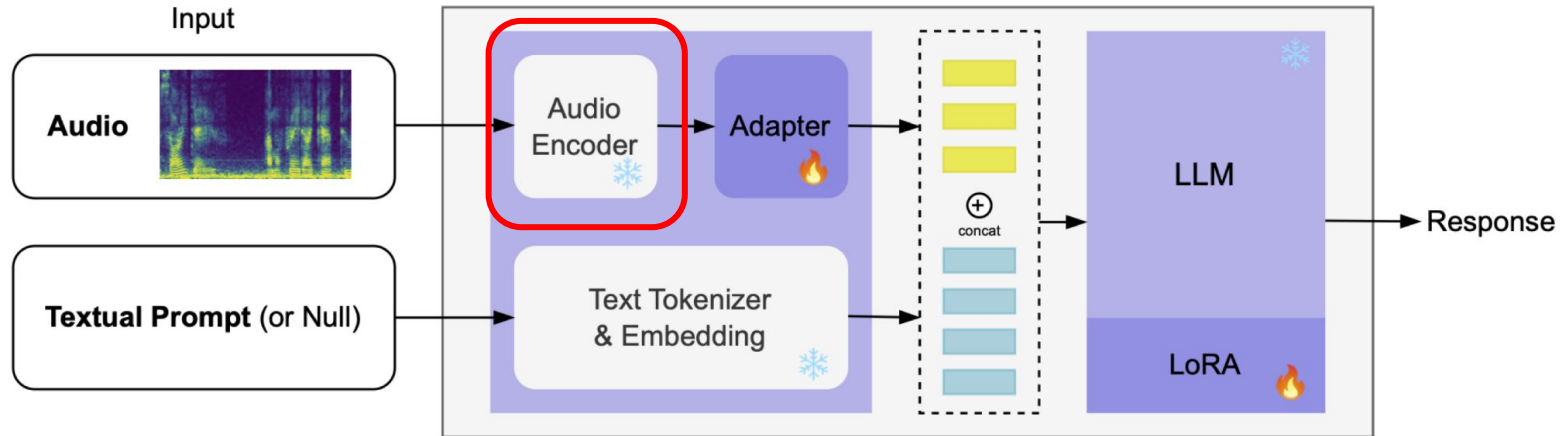 Input
Audio
Textual Prompt (or Null)
Audio
Encoder
Adapter
Text Tokenizer
& Embedding
concat
LLM
LoRA
Response